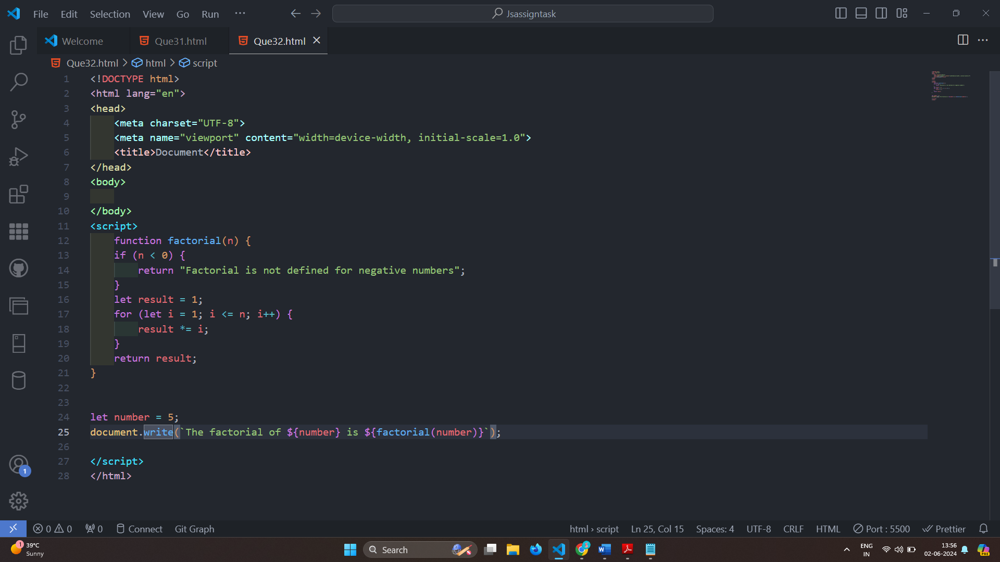 File Edit Selection View Go Run ...
Jsassigntask
Welcome Que31.html Que32.html
Que32.html > html > script
1 <!DOCTYPE html>
2 <html lang="en">
3 <head>
4 <meta charset="UTF-8">
5 <meta name="viewport" content="width=device-width, initial-scale=1.0">
6 <title>Document</title>
7 </head>
8 <body>
9
10 </body>
11 <script>
12 function factorial(n) {
13 if (n < 0) {
14 return "Factorial is not defined for negative numbers";
15 }
16 let result = 1;
17 for (let i = 1; i <= n; i++) {
18 result *= i;
19 }
20 return result;
21 }
22
23
24 let number = 5;
25 document.write(`The factorial of ${number} is ${factorial(number)}`);
26
27 </script>
28 </html>
1
0 0 0 Connect Git Graph html › script Ln 25, Col 15 Spaces: 4 UTF-8 CRLF HTML Port : 5500 Prettier
1 39°C
Sunny
Search
ENG
IN
13:56
02-06-2024
PRE